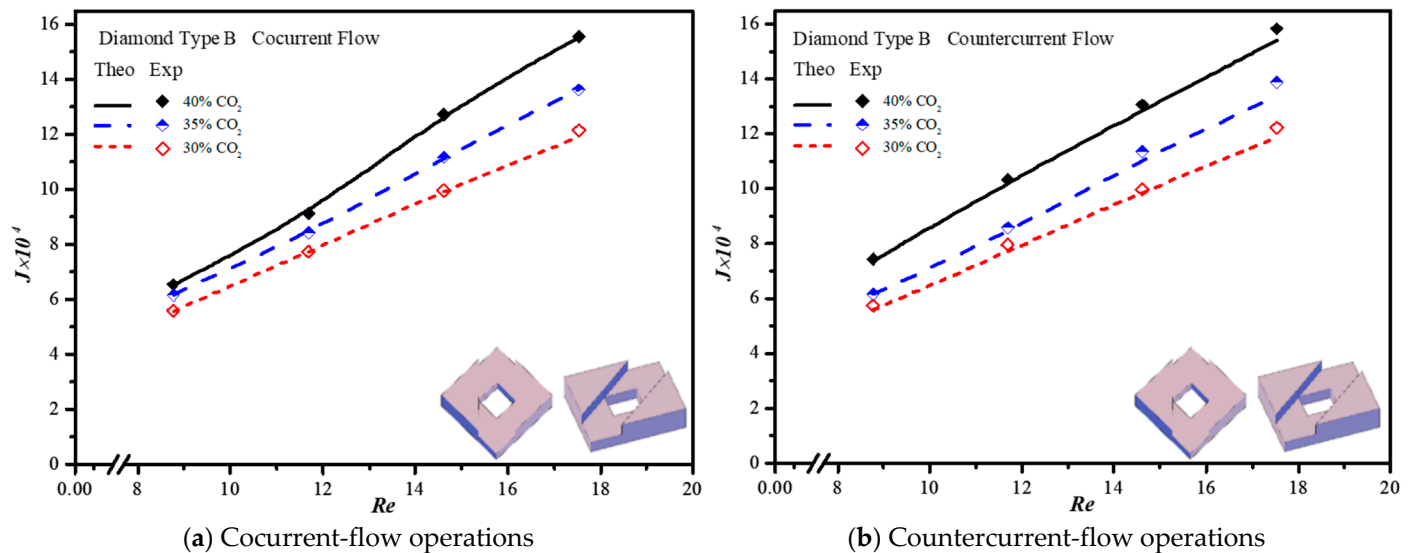 Diamond Type B Cocurrent Flow
Theo Exp
40% CO2
35% CO2
30% CO2
J×10^4
16
14
12
10
8
6
4
2
0
0.00 8 10 12 14 16 18 20
Re
(a) Cocurrent-flow operations
Diamond Type B Countercurrent Flow
Theo Exp
40% CO2
35% CO2
30% CO2
J×10^4
16
14
12
10
8
6
4
2
0
0.00 8 10 12 14 16 18 20
Re
(b) Countercurrent-flow operations